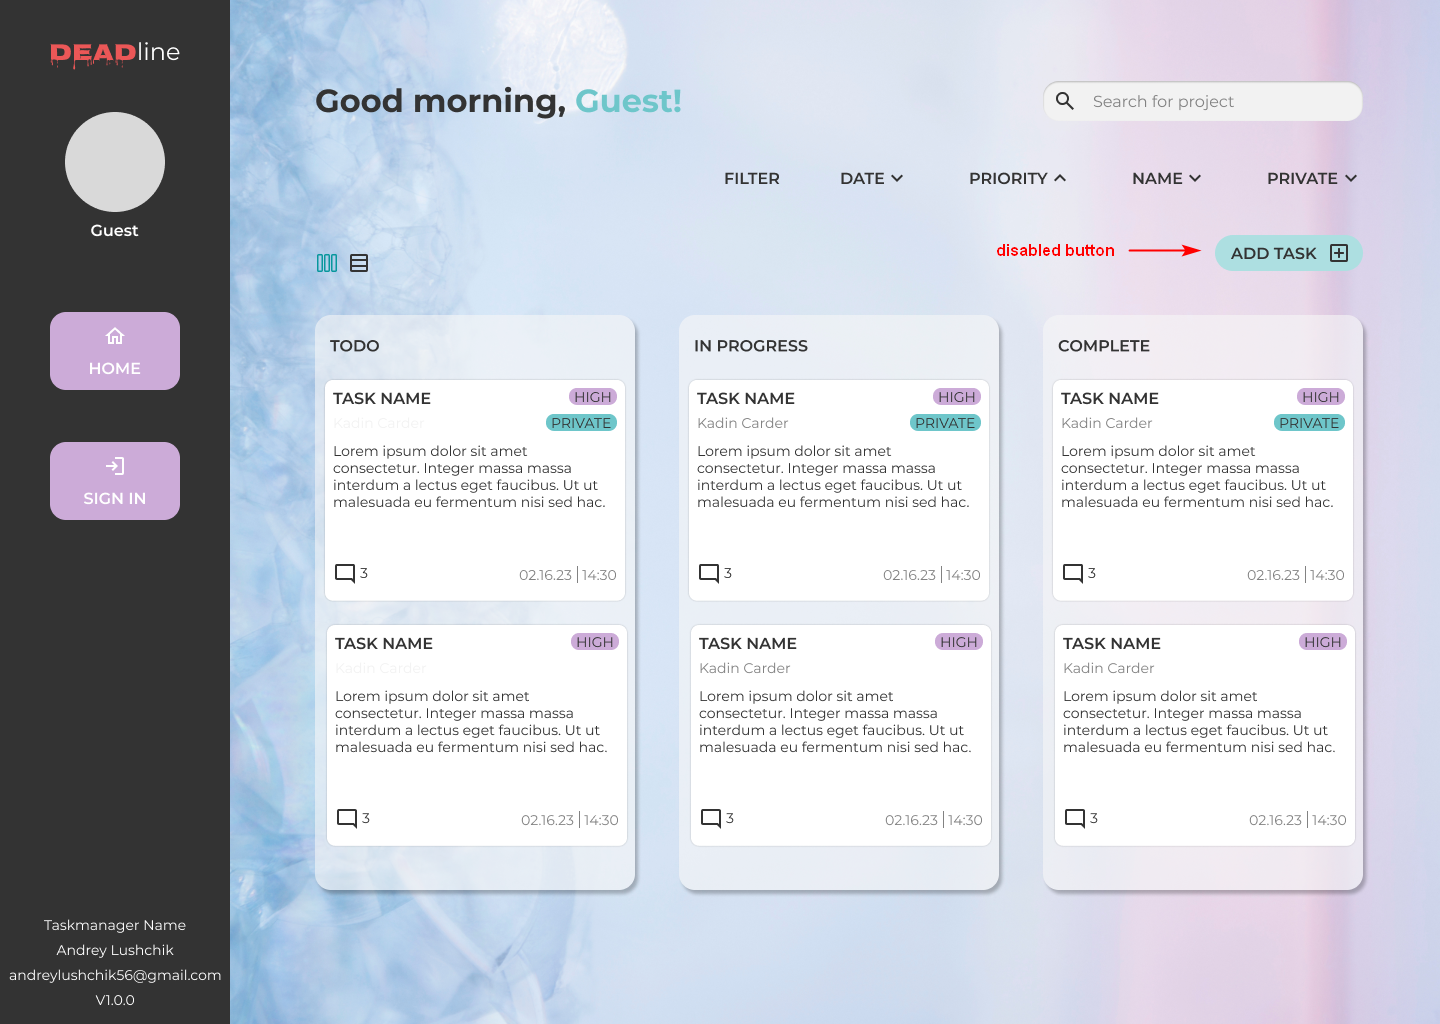 DEADline
Guest
HOME
SIGN IN
Taskmanager Name
Andrey Lushchik
andreylushchik56@gmail.com
V1.0.0
Good morning, Guest!
Search for project
FILTER DATE PRIORITY NAME PRIVATE
disabled button
ADD TASK
TODO
TASK NAME HIGH
Kadin Carder PRIVATE
Lorem ipsum dolor sit amet
consectetur. Integer massa massa
interdum a lectus eget faucibus. Ut ut
malesuada eu fermentum nisi sed hac.
3 02.16.23 14:30
TASK NAME HIGH
Kadin Carder
Lorem ipsum dolor sit amet
consectetur. Integer massa massa
interdum a lectus eget faucibus. Ut ut
malesuada eu fermentum nisi sed hac.
3 02.16.23 14:30
IN PROGRESS
TASK NAME HIGH
Kadin Carder PRIVATE
Lorem ipsum dolor sit amet
consectetur. Integer massa massa
interdum a lectus eget faucibus. Ut ut
malesuada eu fermentum nisi sed hac.
3 02.16.23 14:30
TASK NAME HIGH
Kadin Carder
Lorem ipsum dolor sit amet
consectetur. Integer massa massa
interdum a lectus eget faucibus. Ut ut
malesuada eu fermentum nisi sed hac.
3 02.16.23 14:30
COMPLETE
TASK NAME HIGH
Kadin Carder PRIVATE
Lorem ipsum dolor sit amet
consectetur. Integer massa massa
interdum a lectus eget faucibus. Ut ut
malesuada eu fermentum nisi sed hac.
3 02.16.23 14:30
TASK NAME HIGH
Kadin Carder
Lorem ipsum dolor sit amet
consectetur. Integer massa massa
interdum a lectus eget faucibus. Ut ut
malesuada eu fermentum nisi sed hac.
3 02.16.23 14:30